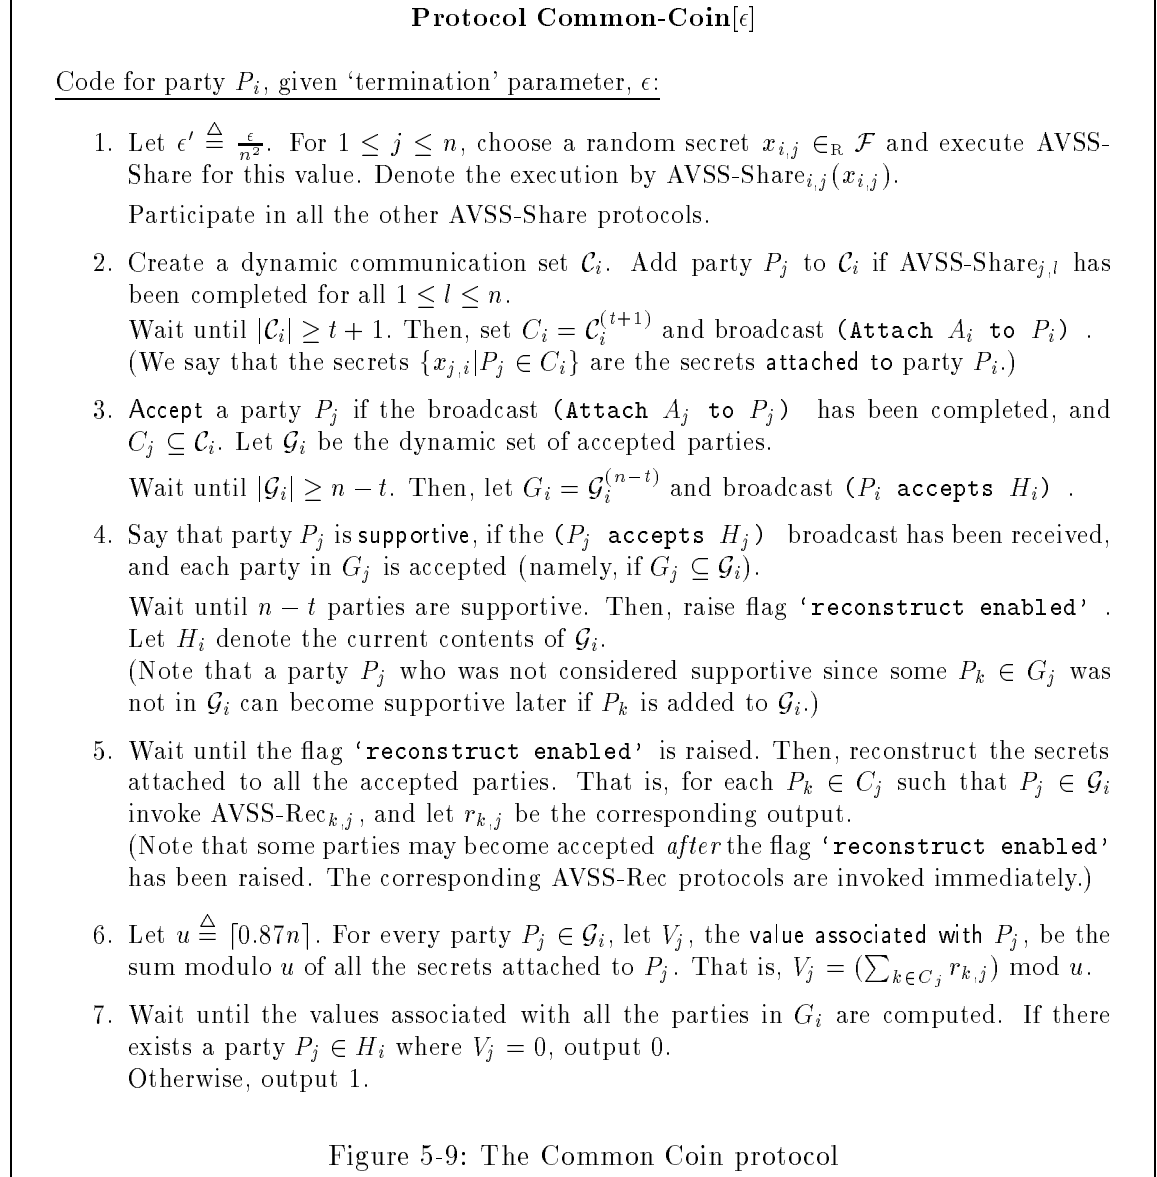 Protocol Common-Coin[ϵ]
Code for party P_i, given ‘termination’ parameter, ϵ:
1. Let ϵ′ ≜ ϵ/n². For 1 ≤ j ≤ n, choose a random secret x_{i,j} ∈_R ℱ and execute AVSS-
Share for this value. Denote the execution by AVSS-Share_{i,j}(x_{i,j}).
Participate in all the other AVSS-Share protocols.
2. Create a dynamic communication set 𝒞_i. Add party P_j to 𝒞_i if AVSS-Share_{j,l} has
been completed for all 1 ≤ l ≤ n.
Wait until |𝒞_i| ≥ t + 1. Then, set C_i = 𝒞_i^{(t+1)} and broadcast (Attach A_i to P_i) .
(We say that the secrets {x_{j,i}|P_j ∈ C_i} are the secrets attached to party P_i.)
3. Accept a party P_j if the broadcast (Attach A_j to P_j) has been completed, and
C_j ⊆ 𝒞_i. Let 𝒢_i be the dynamic set of accepted parties.
Wait until |𝒢_i| ≥ n − t. Then, let G_i = 𝒢_i^{(n−t)} and broadcast (P_i accepts H_i) .
4. Say that party P_j is supportive, if the (P_j accepts H_j) broadcast has been received,
and each party in G_j is accepted (namely, if G_j ⊆ 𝒢_i).
Wait until n − t parties are supportive. Then, raise flag ‘reconstruct enabled’ .
Let H_i denote the current contents of 𝒢_i.
(Note that a party P_j who was not considered supportive since some P_k ∈ G_j was
not in 𝒢_i can become supportive later if P_k is added to 𝒢_i.)
5. Wait until the flag ‘reconstruct enabled’ is raised. Then, reconstruct the secrets
attached to all the accepted parties. That is, for each P_k ∈ C_j such that P_j ∈ 𝒢_i
invoke AVSS-Rec_{k,j}, and let r_{k,j} be the corresponding output.
(Note that some parties may become accepted after the flag ‘reconstruct enabled’
has been raised. The corresponding AVSS-Rec protocols are invoked immediately.)
6. Let u ≜ ⌈0.87n⌉. For every party P_j ∈ 𝒢_i, let V_j, the value associated with P_j, be the
sum modulo u of all the secrets attached to P_j. That is, V_j = (∑_{k∈C_j} r_{k,j}) mod u.
7. Wait until the values associated with all the parties in G_i are computed. If there
exists a party P_j ∈ H_i where V_j = 0, output 0.
Otherwise, output 1.
Figure 5-9: The Common Coin protocol